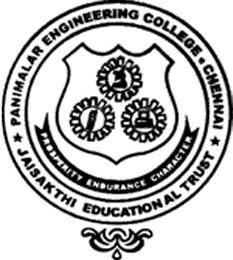 PANIMALAR ENGINEERING COLLEGE • CHENNAI
PROSPERITY ENDURANCE CHARACTER
★ JAISAKTHI EDUCATIONAL TRUST ★